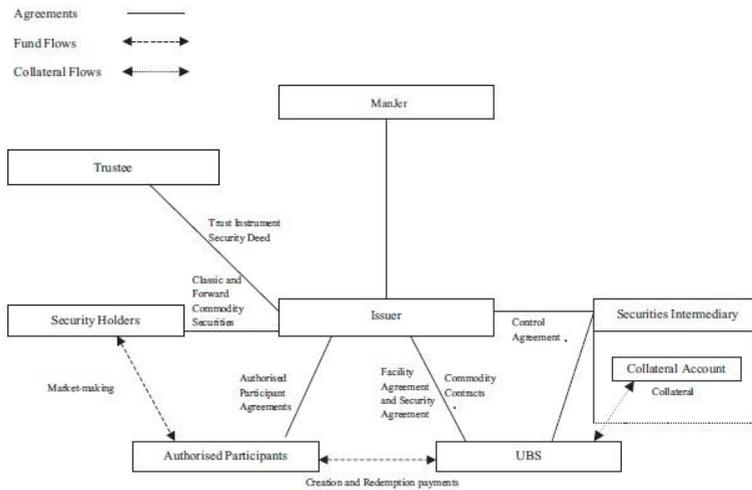 Agreements
Fund Flows
Collateral Flows
ManJer
Trustee
Trust Instrument
Security Deed
Classic and
Forward
Commodity
Securities
Security Holders
Issuer
Securities Intermediary
Control
Agreement
Collateral Account
Collateral
Market-making
Authorised
Participant
Agreements
Facility
Agreement
and Security
Agreement
Commodity
Contracts
Authorised Participants
UBS
Creation and Redemption payments